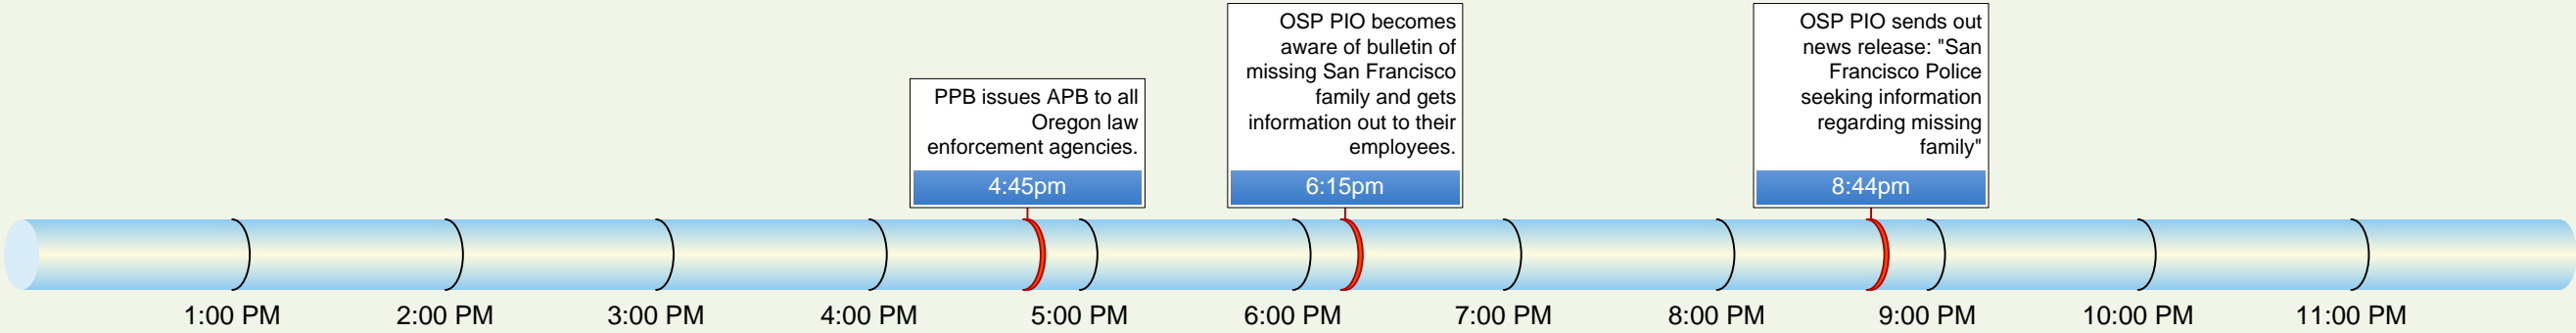 PPB issues APB to all
Oregon law
enforcement agencies.
4:45pm
OSP PIO becomes
aware of bulletin of
missing San Francisco
family and gets
information out to their
employees.
6:15pm
OSP PIO sends out
news release: "San
Francisco Police
seeking information
regarding missing
family"
8:44pm
1:00 PM
2:00 PM
3:00 PM
4:00 PM
5:00 PM
6:00 PM
7:00 PM
8:00 PM
9:00 PM
10:00 PM
11:00 PM